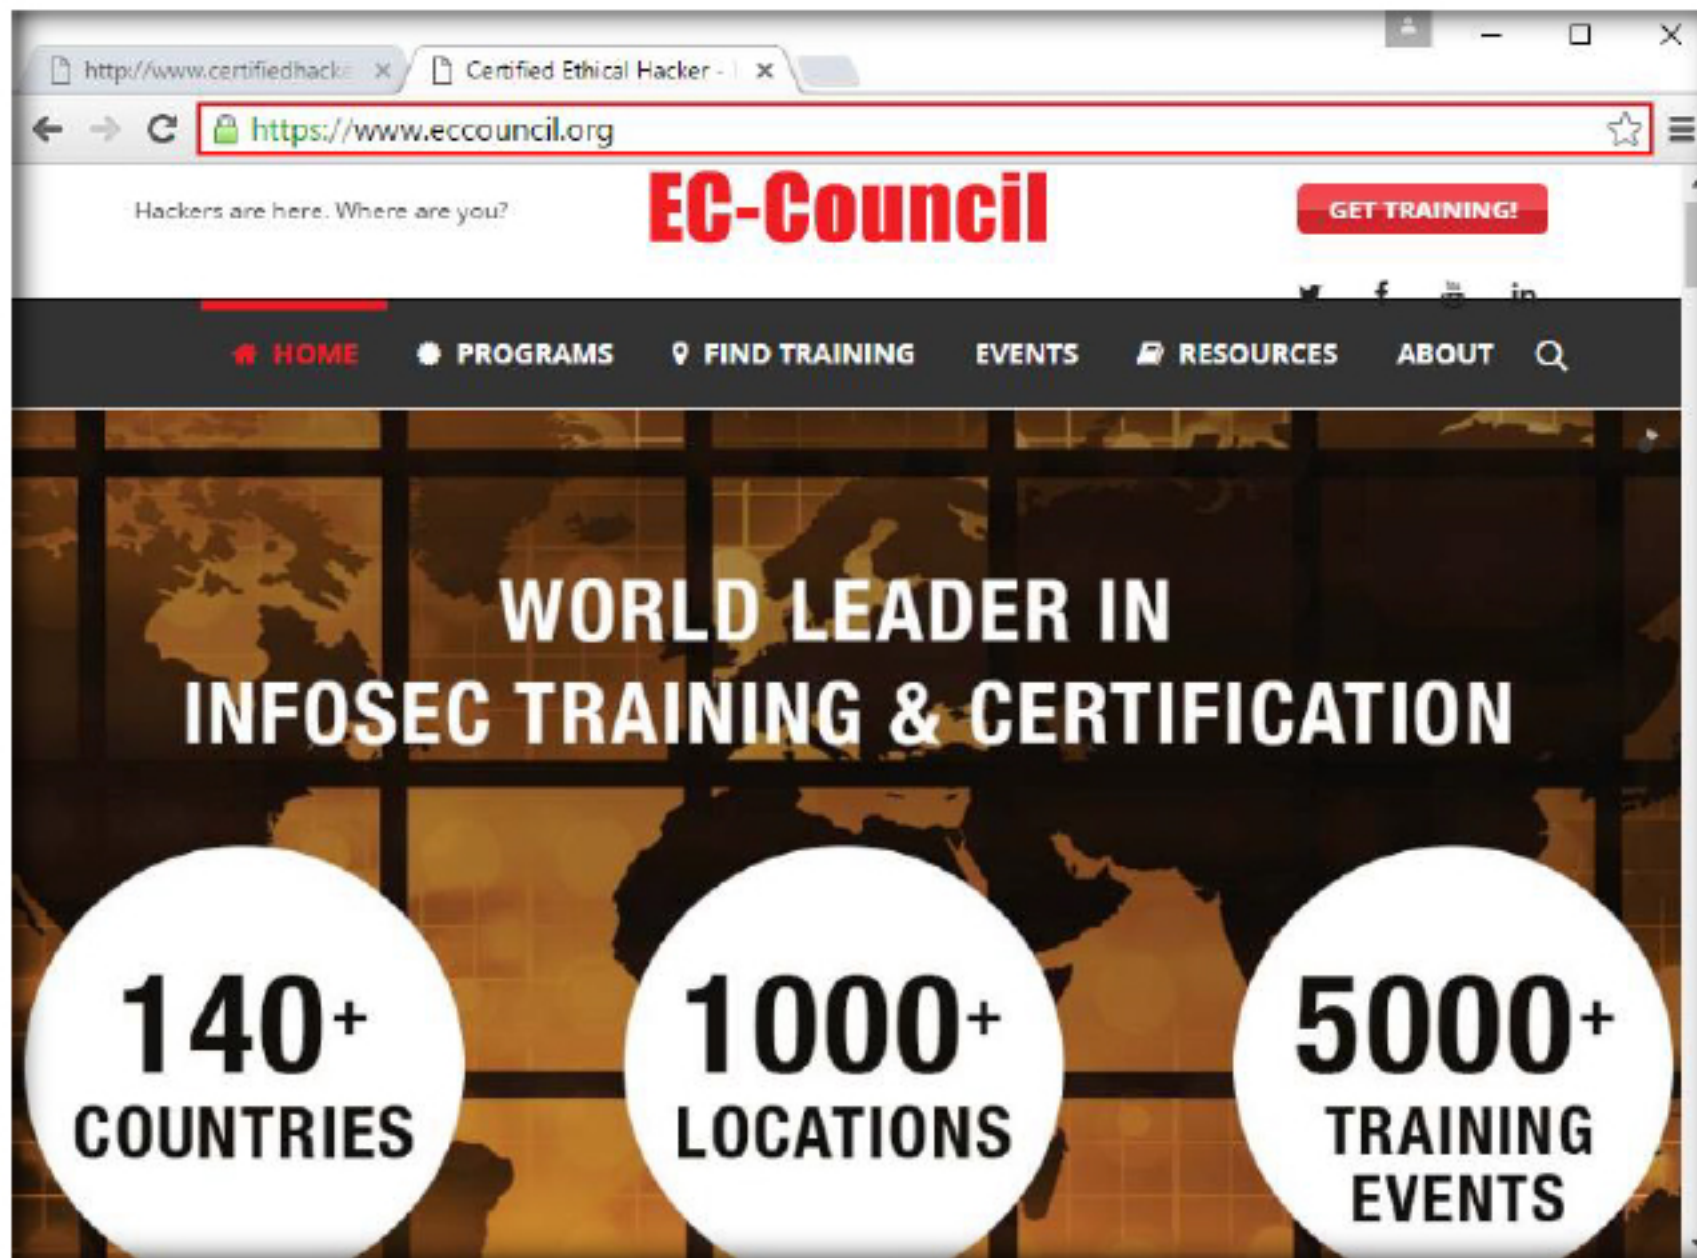 http://www.certifiedhacke
Certified Ethical Hacker -
https://www.eccouncil.org
Hackers are here. Where are you?
EC-Council
GET TRAINING!
HOME PROGRAMS FIND TRAINING EVENTS RESOURCES ABOUT
WORLD LEADER IN
INFOSEC TRAINING & CERTIFICATION
140+
COUNTRIES
1000+
LOCATIONS
5000+
TRAINING
EVENTS